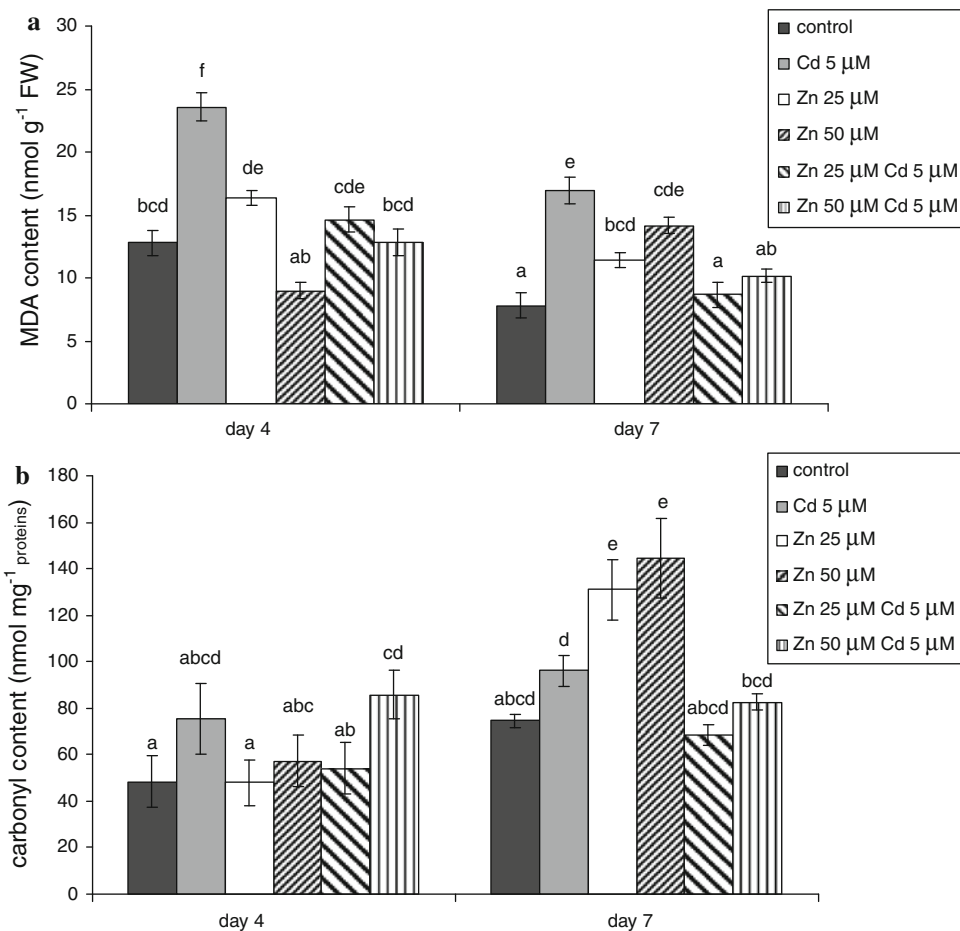 a
MDA content (nmol g⁻¹ FW)
30
25
20
15
10
5
0
bcd
f
de
ab
cde
bcd
a
e
bcd
cde
a
ab
day 4
day 7
control
Cd 5 µM
Zn 25 µM
Zn 50 µM
Zn 25 µM Cd 5 µM
Zn 50 µM Cd 5 µM
b
carbonyl content (nmol mg⁻¹ proteins)
180
160
140
120
100
80
60
40
20
0
a
abcd
a
abc
ab
cd
abcd
d
e
e
abcd
bcd
day 4
day 7
control
Cd 5 µM
Zn 25 µM
Zn 50 µM
Zn 25 µM Cd 5 µM
Zn 50 µM Cd 5 µM